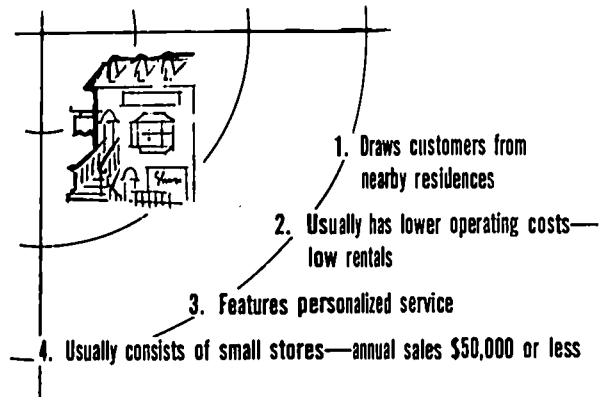 1. Draws customers from
nearby residences
2. Usually has lower operating costs—
low rentals
3. Features personalized service
4. Usually consists of small stores—annual sales $50,000 or less